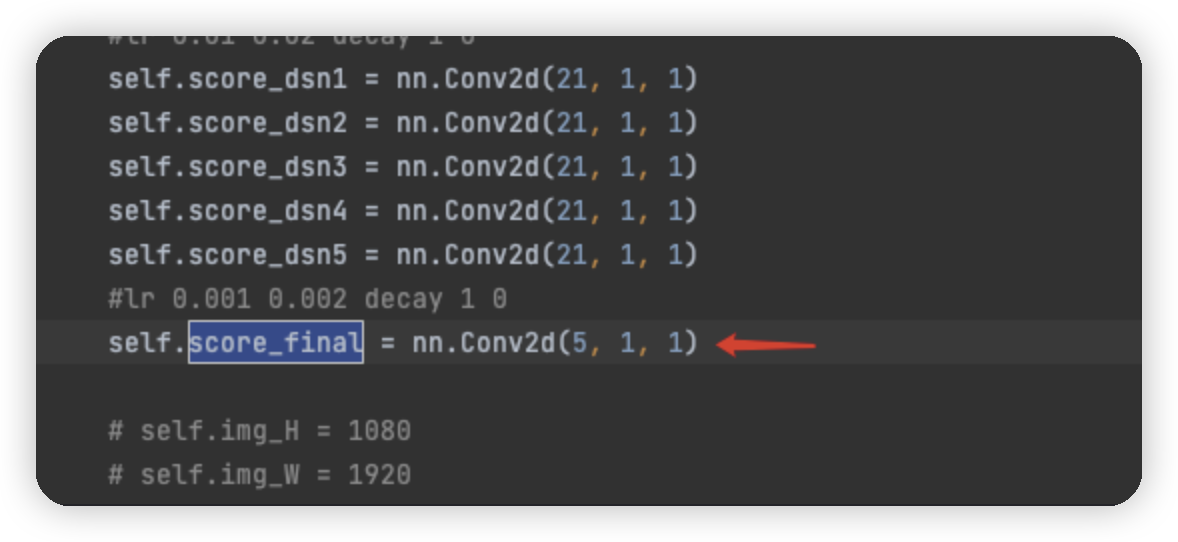 #lr 0.01 0.02 decay 1 0
self.score_dsn1 = nn.Conv2d(21, 1, 1)
self.score_dsn2 = nn.Conv2d(21, 1, 1)
self.score_dsn3 = nn.Conv2d(21, 1, 1)
self.score_dsn4 = nn.Conv2d(21, 1, 1)
self.score_dsn5 = nn.Conv2d(21, 1, 1)
#lr 0.001 0.002 decay 1 0
self.score_final = nn.Conv2d(5, 1, 1)
# self.img_H = 1080
# self.img_W = 1920